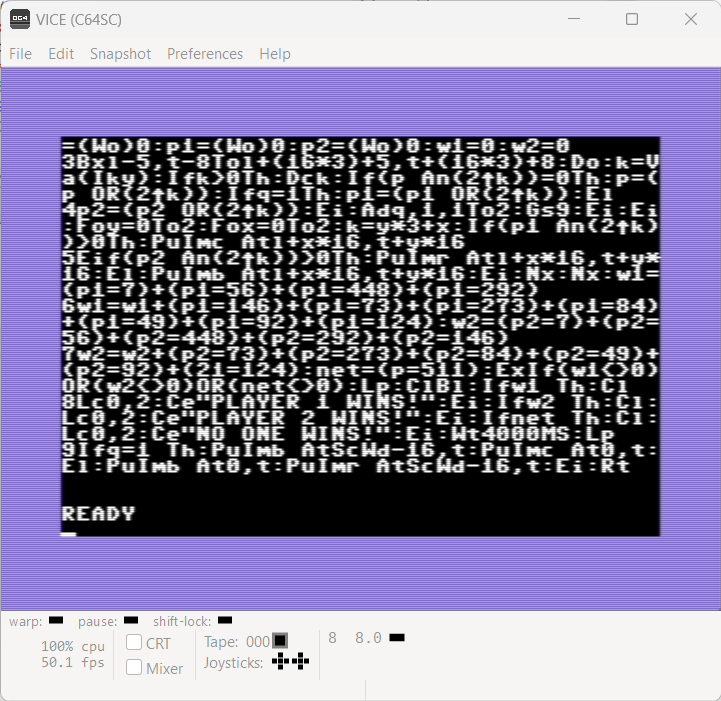 VICE (C64SC)
File Edit Snapshot Preferences Help
=(Wo)0:p1=(Wo)0:p2=(Wo)0:w1=0:w2=0
3Bxl-5,t-8Tol+(16*3)+5,t+(16*3)+8:Do:k=V
a(Iky):Ifk>0Th:Dck:If(p An(2↑k))=0Th:p=(
p OR(2↑k)):Ifq=1Th:p1=(p1 OR(2↑k)):El
4p2=(p2 OR(2↑k)):Ei:Adq,1,1To2:Gs9:Ei:Ei
:Foy=0To2:Fox=0To2:k=y*3+x:If(p1 An(2↑k)
)>0Th:PuImc Atl+x*16,t+y*16
5Eif(p2 An(2↑k))>0Th:PuImr Atl+x*16,t+y*
16:El:PuImb Atl+x*16,t+y*16:Ei:Nx:Nx:w1=
(p1=7)+(p1=56)+(p1=448)+(p1=292)
6w1=w1+(p1=146)+(p1=73)+(p1=273)+(p1=84)
+(p1=49)+(p1=92)+(p1=124):w2=(p2=7)+(p2=
56)+(p2=448)+(p2=292)+(p2=146)
7w2=w2+(p2=73)+(p2=273)+(p2=84)+(p2=49)+
(p2=92)+(21=124):net=(p=511):ExIf(w1<>0)
OR(w2<>0)OR(net<>0):Lp:ClBl:Ifw1 Th:Cl
8Lc0,2:Ce"PLAYER 1 WINS!":Ei:Ifw2 Th:Cl:
Lc0,2:Ce"PLAYER 2 WINS!":Ei:Ifnet Th:Cl:
Lc0,2:Ce"NO ONE WINS!":Ei:Wt4000MS:Lp
9Ifq=1 Th:PuImb AtScWd-16,t:PuImc At0,t:
El:PuImb At0,t:PuImr AtScWd-16,t:Ei:Rt
READY
warp: pause: shift-lock:
100% cpu
50.1 fps
CRT
Mixer
Tape: 000
Joysticks:
8 8.0